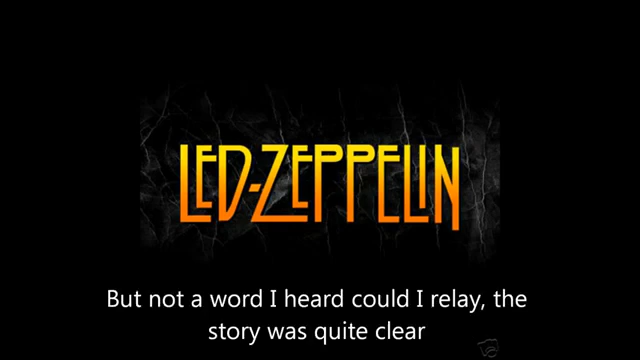 LED-ZEPPELIN
But not a word I heard could I relay, the
story was quite clear